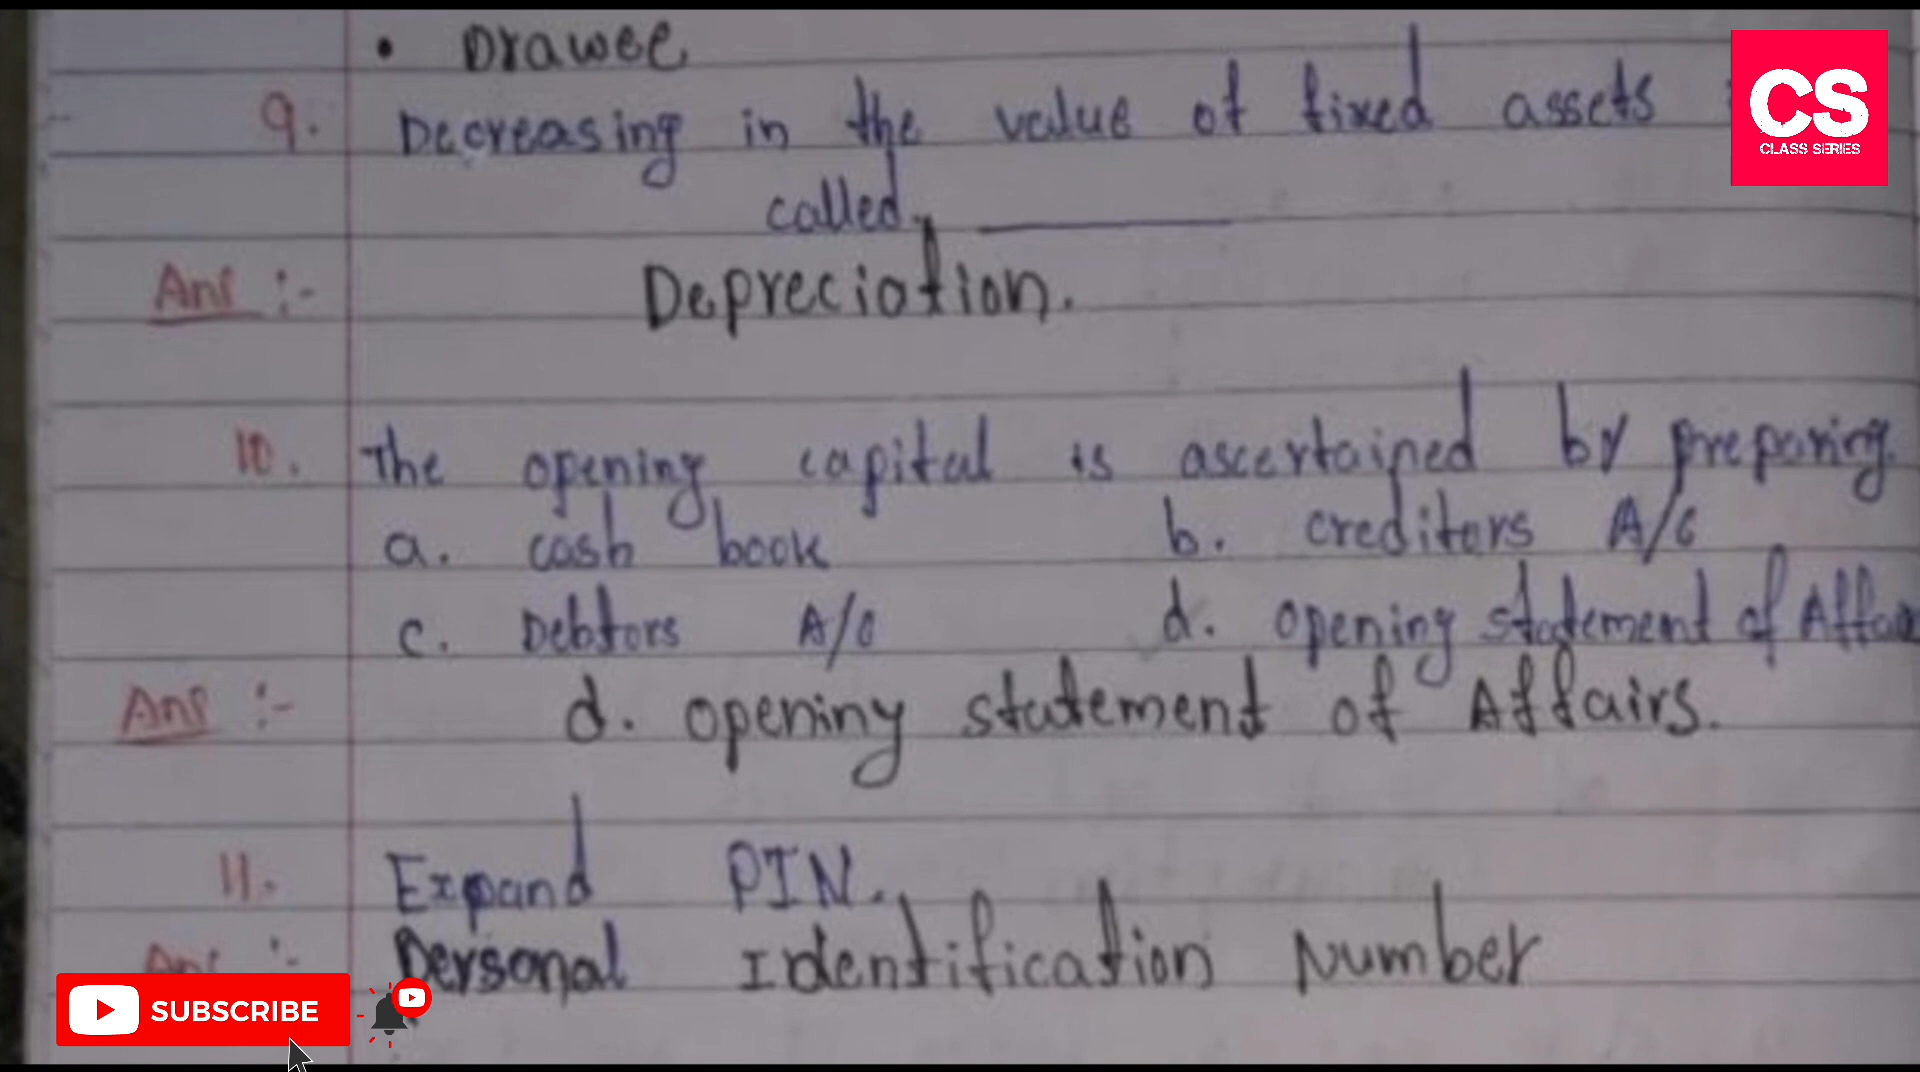 • Drawee
9. Decreasing in the value of fixed assets
called, ______
Ans :- Depreciation.
10. The opening capital is ascertained by preparing.
a. cash book b. creditors A/C
c. Debtors A/C d. opening statement of Affai
Ans :- d. opening statement of Affairs.
11. Expand PIN.
Ans :- Personal Identification Number
CS
CLASS SERIES
SUBSCRIBE